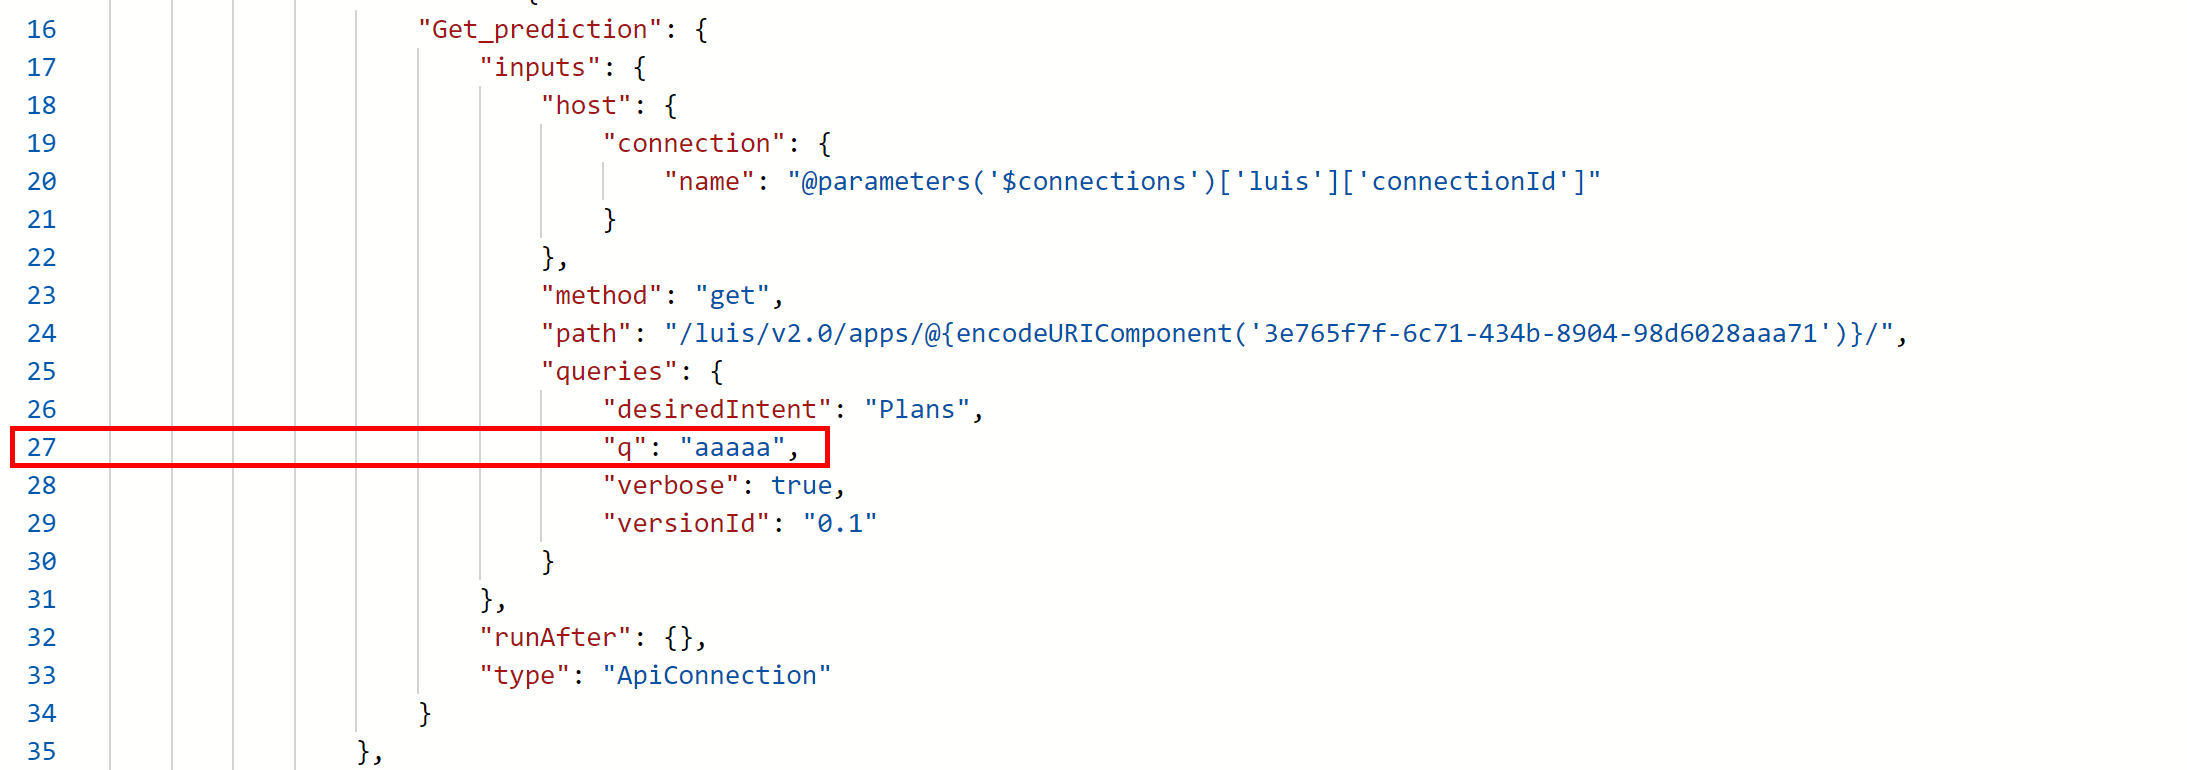 16 "Get_prediction": {
17 "inputs": {
18 "host": {
19 "connection": {
20 "name": "@parameters('$connections')['luis']['connectionId']"
21 }
22 },
23 "method": "get",
24 "path": "/luis/v2.0/apps/@{encodeURIComponent('3e765f7f-6c71-434b-8904-98d6028aaa71')}/",
25 "queries": {
26 "desiredIntent": "Plans",
27 "q": "aaaaa",
28 "verbose": true,
29 "versionId": "0.1"
30 }
31 },
32 "runAfter": {},
33 "type": "ApiConnection"
34 }
35 },